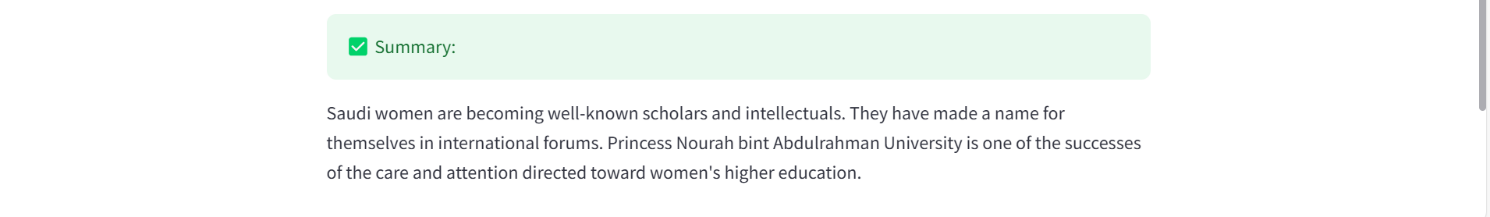 ✅ Summary:
Saudi women are becoming well-known scholars and intellectuals. They have made a name for
themselves in international forums. Princess Nourah bint Abdulrahman University is one of the successes
of the care and attention directed toward women's higher education.